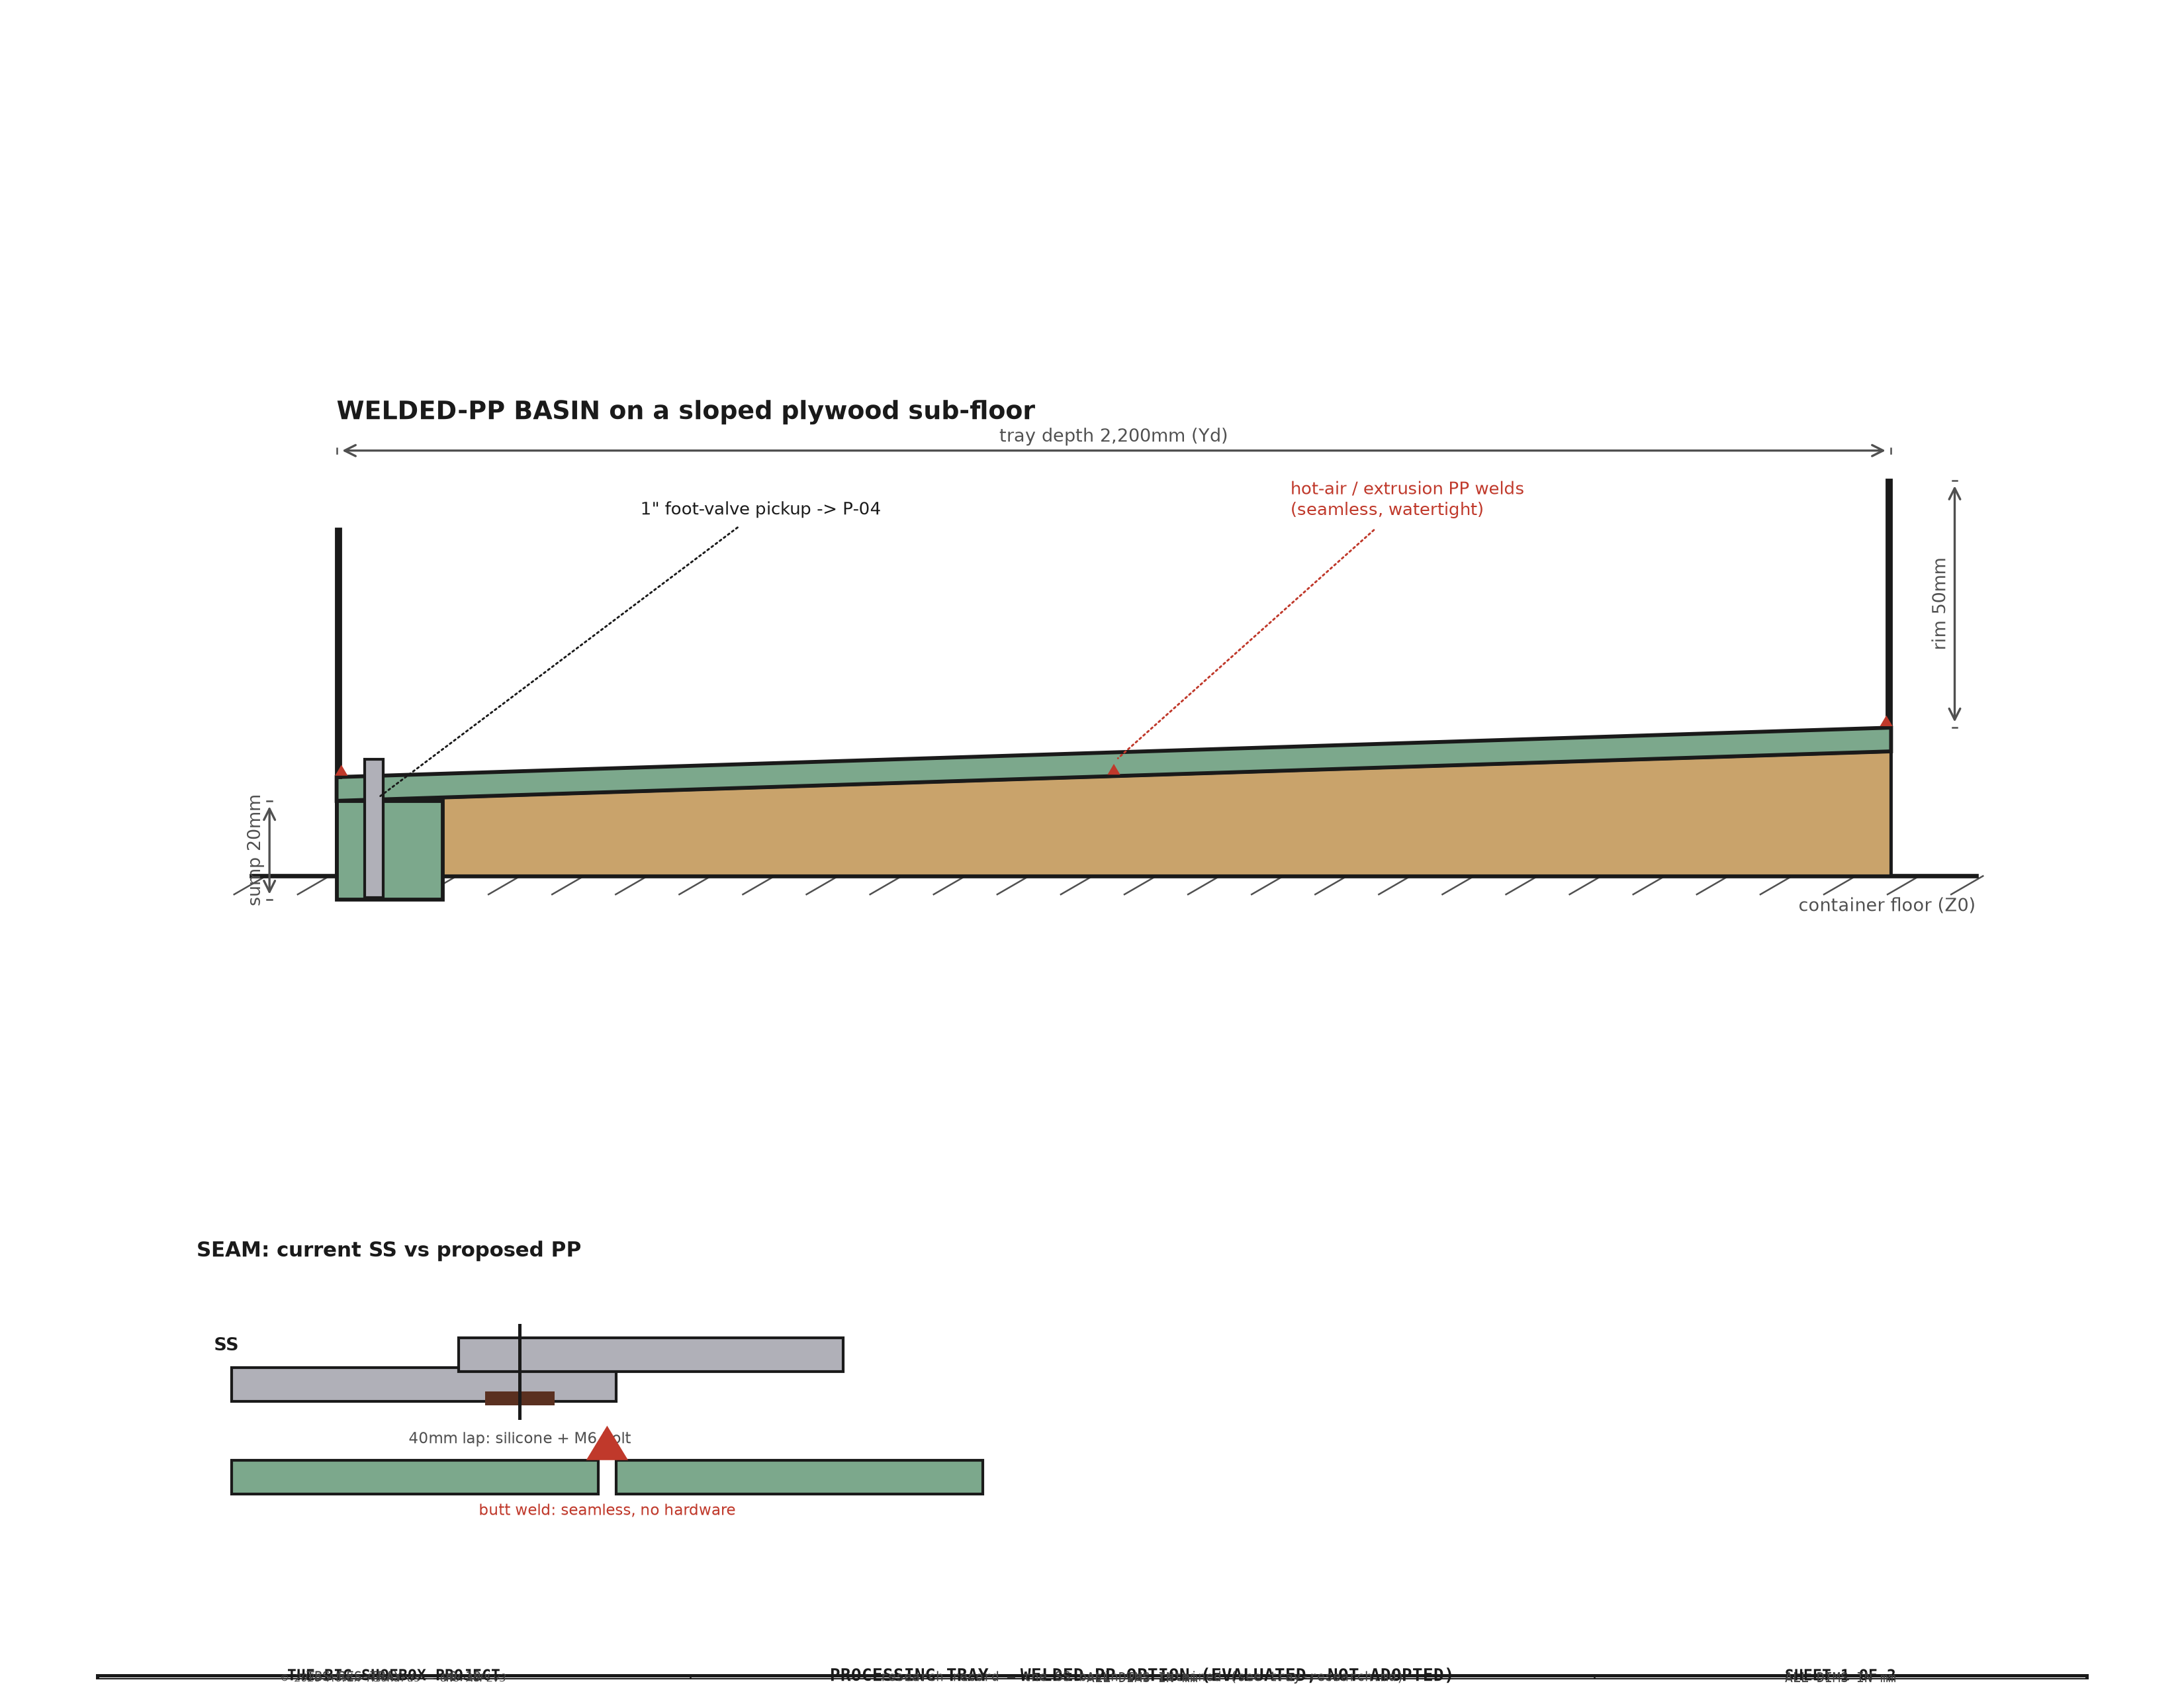 WELDED-PP BASIN on a sloped plywood sub-floor
tray depth 2,200mm (Yd)
hot-air / extrusion PP welds
(seamless, watertight)
1" foot-valve pickup -> P-04
rim 50mm
sump 20mm
container floor (Z0)
SEAM: current SS vs proposed PP
SS
40mm lap: silicone + M6 bolt
butt weld: seamless, no hardware
THE BIG SHOEBOX PROJECT
PROCESSING TRAY — WELDED-PP OPTION (EVALUATED, NOT ADOPTED)
SHEET 1 OF 2